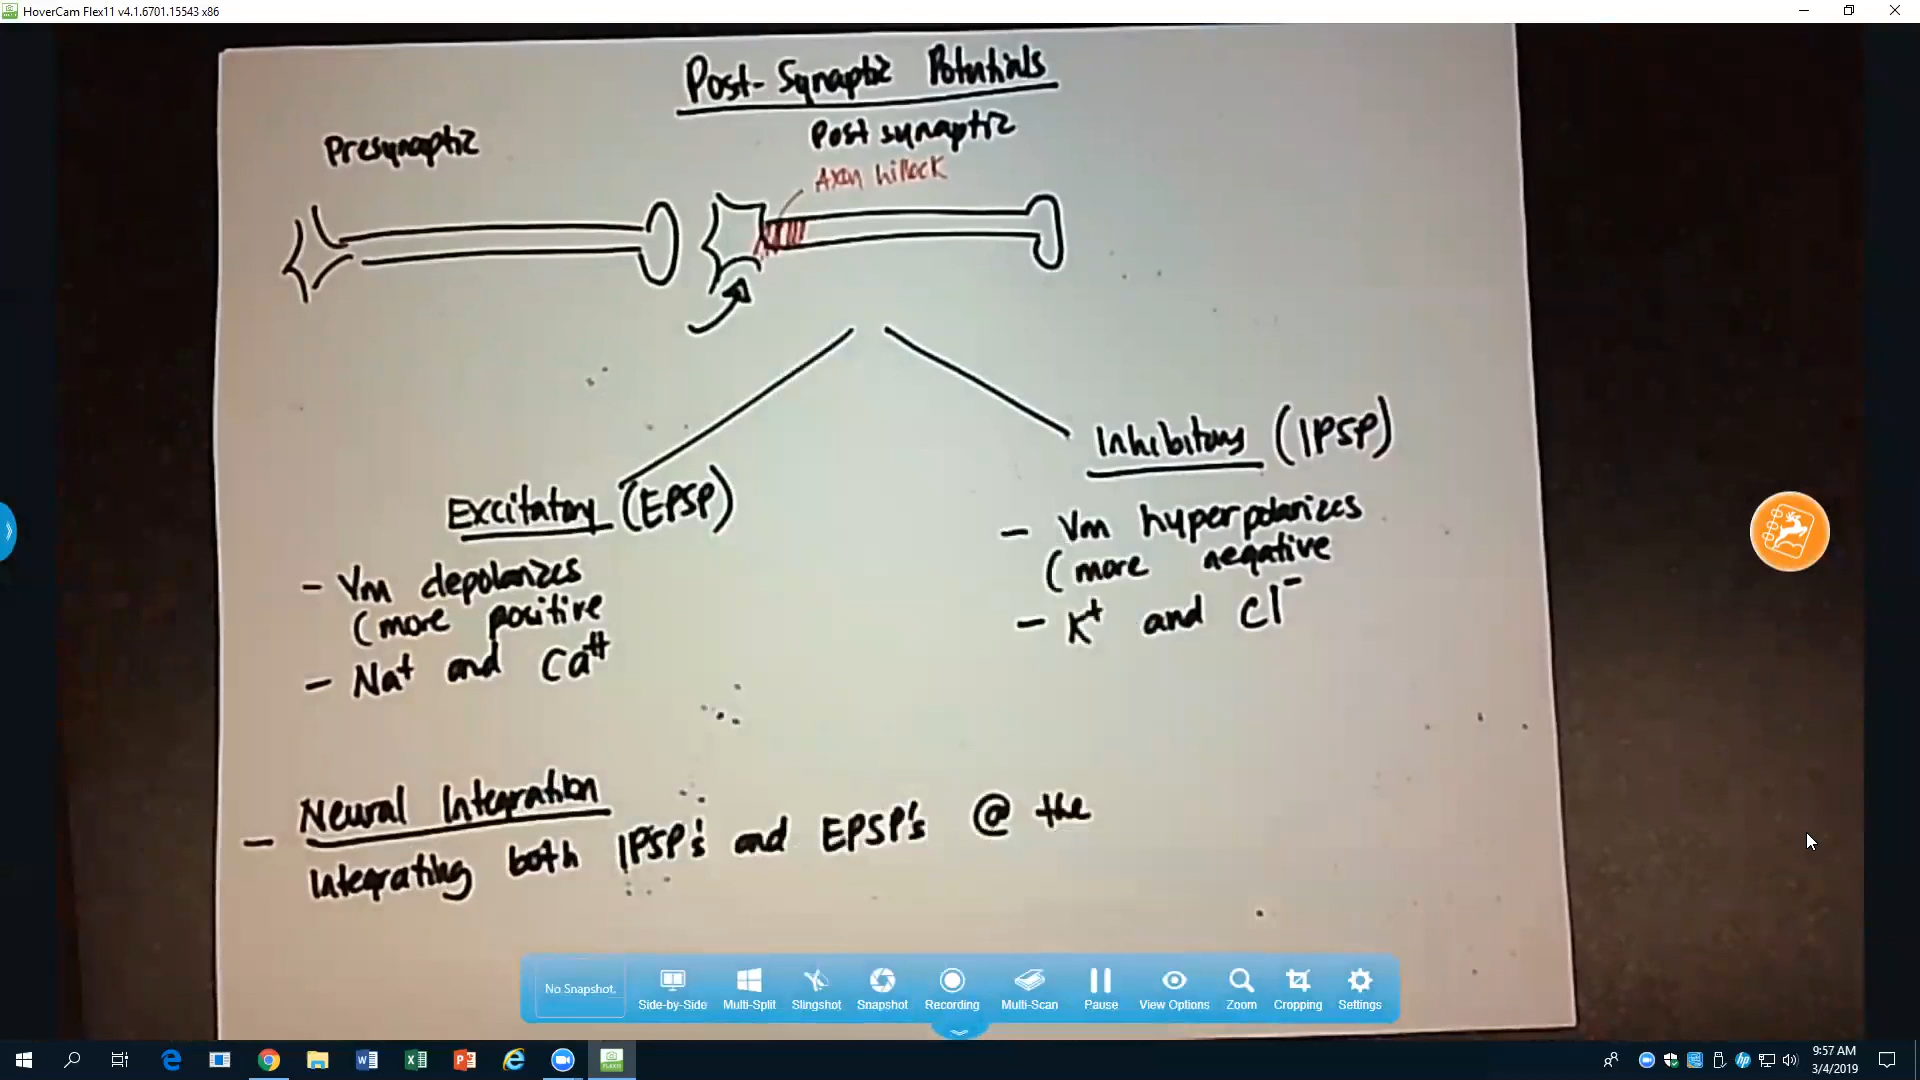 HoverCam Flex11 v4.1.6701.15543 x86
Post-Synaptic Potentials
Presynaptic
Post synaptic
Axon hillock
Inhibitory (IPSP)
Excitatory (EPSP)
- Vm hyperpolarizes
(more negative
- K+ and Cl-
- Vm depolarizes
(more positive
- Na+ and Ca++
- Neural Integration
Integrating both IPSP's and EPSP's @ the
No Snapshot.
Side-by-Side
Multi-Split
Slingshot
Snapshot
Recording
Multi-Scan
Pause
View Options
Zoom
Cropping
Settings
9:57 AM
3/4/2019